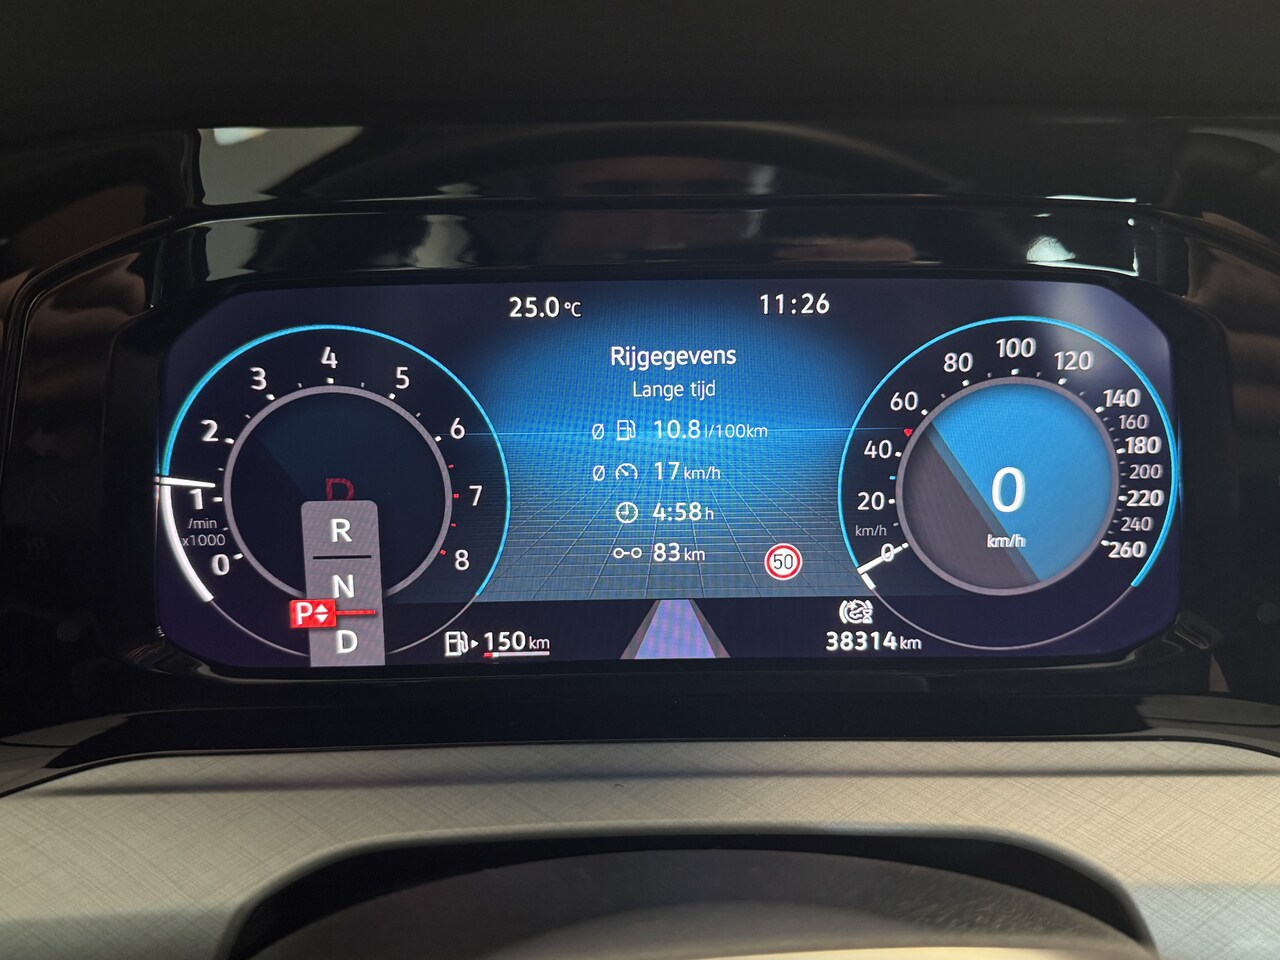 25.0 °C 11:26
Rijgegevens
Lange tijd
Ø 10.8 l/100km
Ø 17 km/h
4:58 h
83 km
50
0
1
2
3
4
5
6
7
8
/min
x1000
D
R
N
P
D
150 km
0
20
40
60
80
100
120
140
160
180
200
220
240
260
km/h
0
km/h
38314 km